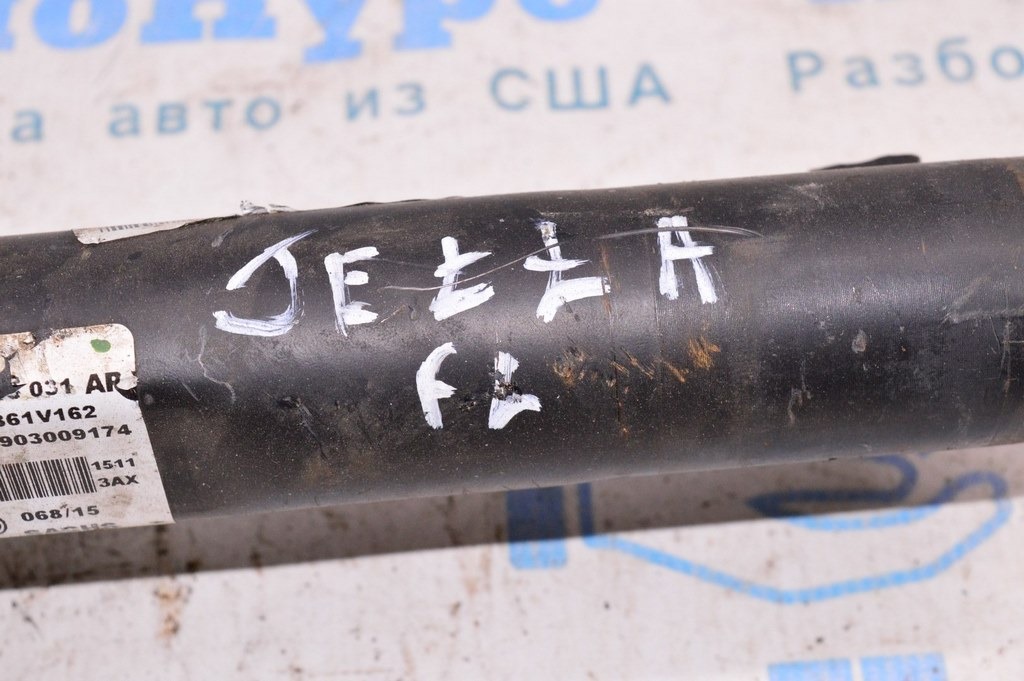 авто из США Разбо
JETTA
FL
031 AR
361V162
903009174
1511
3AX
068/15